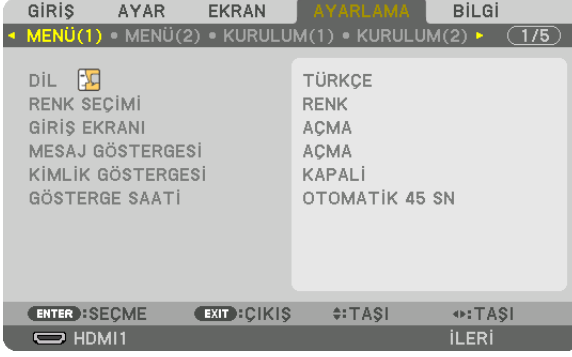 GİRİŞ AYAR EKRAN AYARLAMA BİLGİ
MENÜ(1) • MENÜ(2) • KURULUM(1) • KURULUM(2) 1/5
DİL TÜRKÇE
RENK SEÇİMİ RENK
GİRİŞ EKRANI AÇMA
MESAJ GÖSTERGESİ AÇMA
KİMLİK GÖSTERGESİ KAPALI
GÖSTERGE SAATİ OTOMATİK 45 SN
ENTER :SEÇME EXIT :ÇIKIŞ :TAŞI :TAŞI
HDMI1 İLERİ